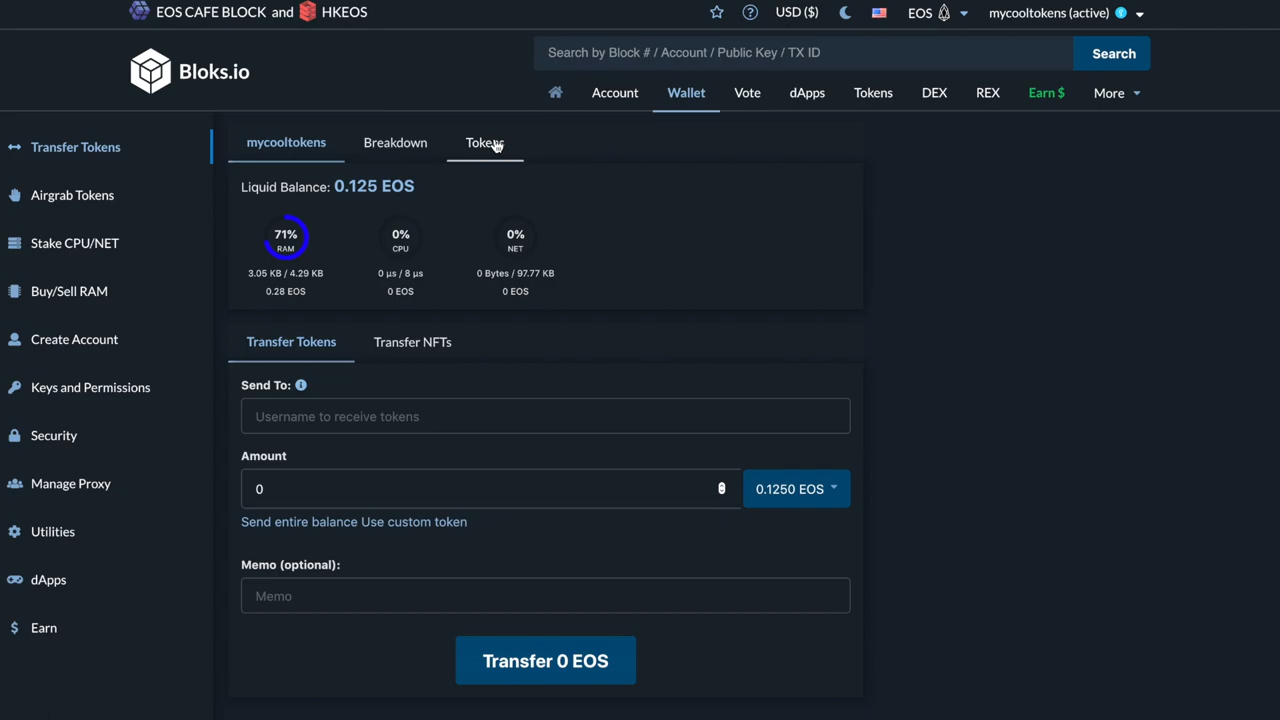 EOS CAFE BLOCK and HKEOS
USD ($)
EOS
mycooltokens (active)
Bloks.io
Search by Block # / Account / Public Key / TX ID
Search
Account
Wallet
Vote
dApps
Tokens
DEX
REX
Earn $
More
Transfer Tokens
Airgrab Tokens
Stake CPU/NET
Buy/Sell RAM
Create Account
Keys and Permissions
Security
Manage Proxy
Utilities
dApps
Earn
mycooltokens
Breakdown
Tokens
Liquid Balance: 0.125 EOS
71%
RAM
3.05 KB / 4.29 KB
0.28 EOS
0%
CPU
0 µs / 8 µs
0 EOS
0%
NET
0 Bytes / 97.77 KB
0 EOS
Transfer Tokens
Transfer NFTs
Send To:
Username to receive tokens
Amount
0
0.1250 EOS
Send entire balance Use custom token
Memo (optional):
Memo
Transfer 0 EOS